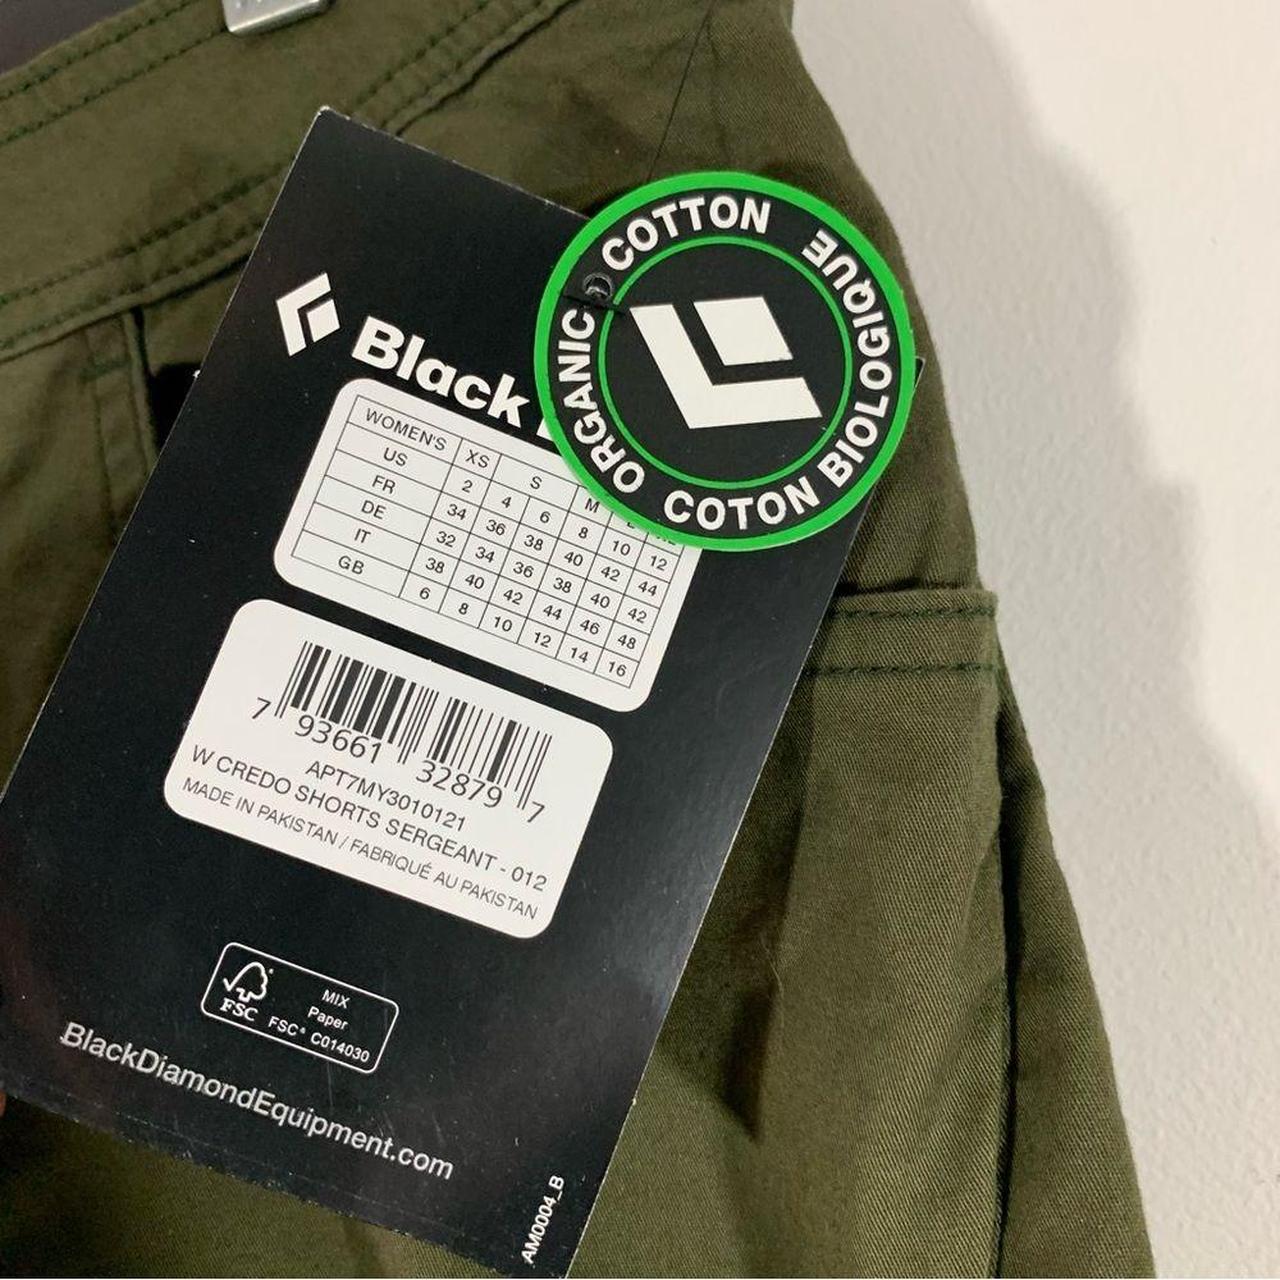 ORGANIC COTTON
COTON BIOLOGIQUE
Black
WOMEN'S XS S M
US 2 4 6 8 10 12
FR 34 36 38 40 42 44
DE 32 34 36 38 40 42
IT 38 40 42 44 46 48
GB 6 8 10 12 14 16
7 93661 32879 7
APT7MY3010121
W CREDO SHORTS SERGEANT - 012
MADE IN PAKISTAN / FABRIQUÉ AU PAKISTAN
FSC
MIX
Paper
FSC® C014030
BlackDiamondEquipment.com
AM0004_B